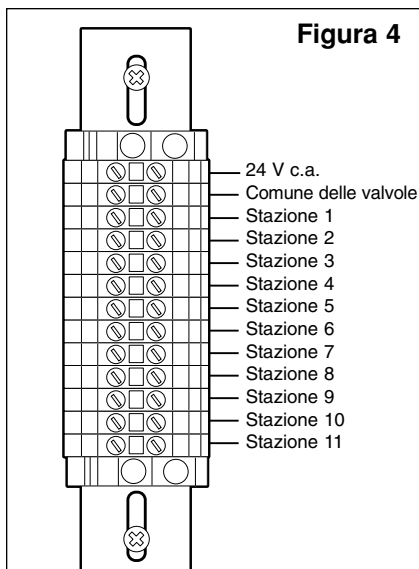 Figura 4
24 V c.a.
Comune delle valvole
Stazione 1
Stazione 2
Stazione 3
Stazione 4
Stazione 5
Stazione 6
Stazione 7
Stazione 8
Stazione 9
Stazione 10
Stazione 11